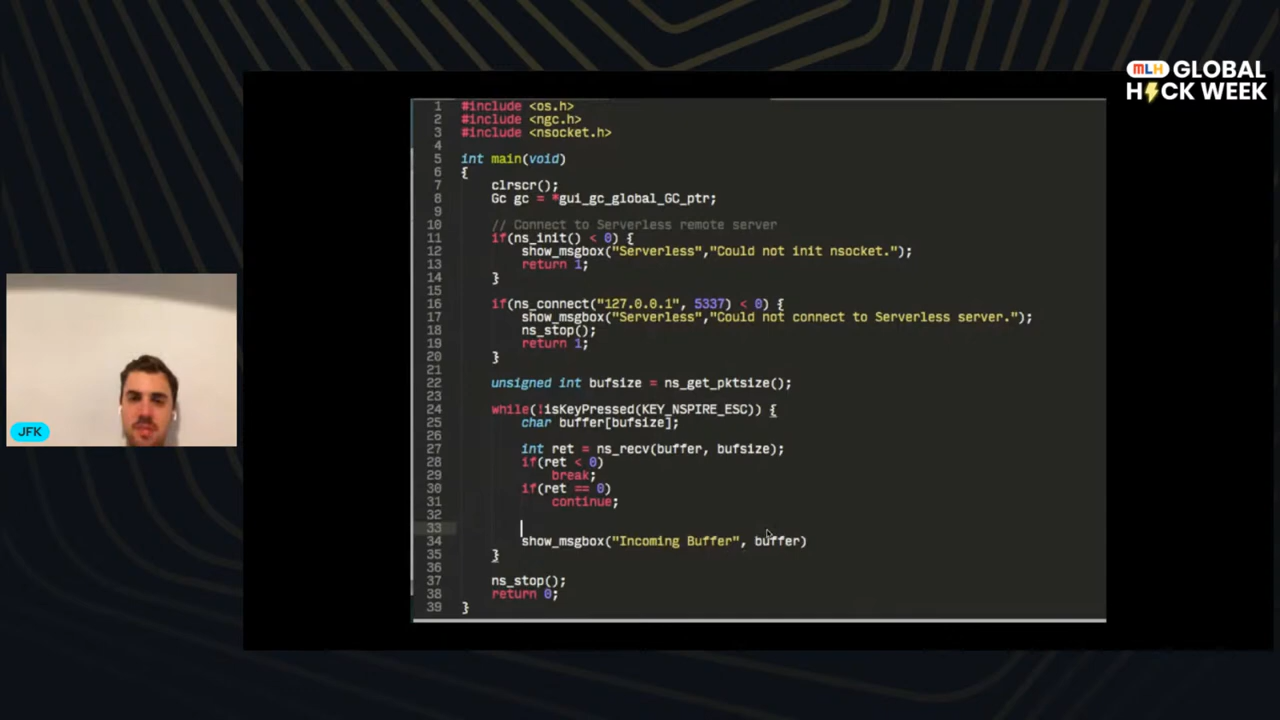 MLH GLOBAL
HACK WEEK
1 #include <os.h>
2 #include <ngc.h>
3 #include <nsocket.h>
4
5 int main(void)
6 {
7 clrscr();
8 Gc gc = *gui_gc_global_GC_ptr;
9
10 // Connect to Serverless remote server
11 if(ns_init() < 0) {
12 show_msgbox("Serverless","Could not init nsocket.");
13 return 1;
14 }
15
16 if(ns_connect("127.0.0.1", 5337) < 0) {
17 show_msgbox("Serverless","Could not connect to Serverless server.");
18 ns_stop();
19 return 1;
20 }
21
22 unsigned int bufsize = ns_get_pktsize();
23
24 while(!isKeyPressed(KEY_NSPIRE_ESC)) {
25 char buffer[bufsize];
26
27 int ret = ns_recv(buffer, bufsize);
28 if(ret < 0)
29 break;
30 if(ret == 0)
31 continue;
32
33
34 show_msgbox("Incoming Buffer", buffer)
35 }
36
37 ns_stop();
38 return 0;
39 }
JFK